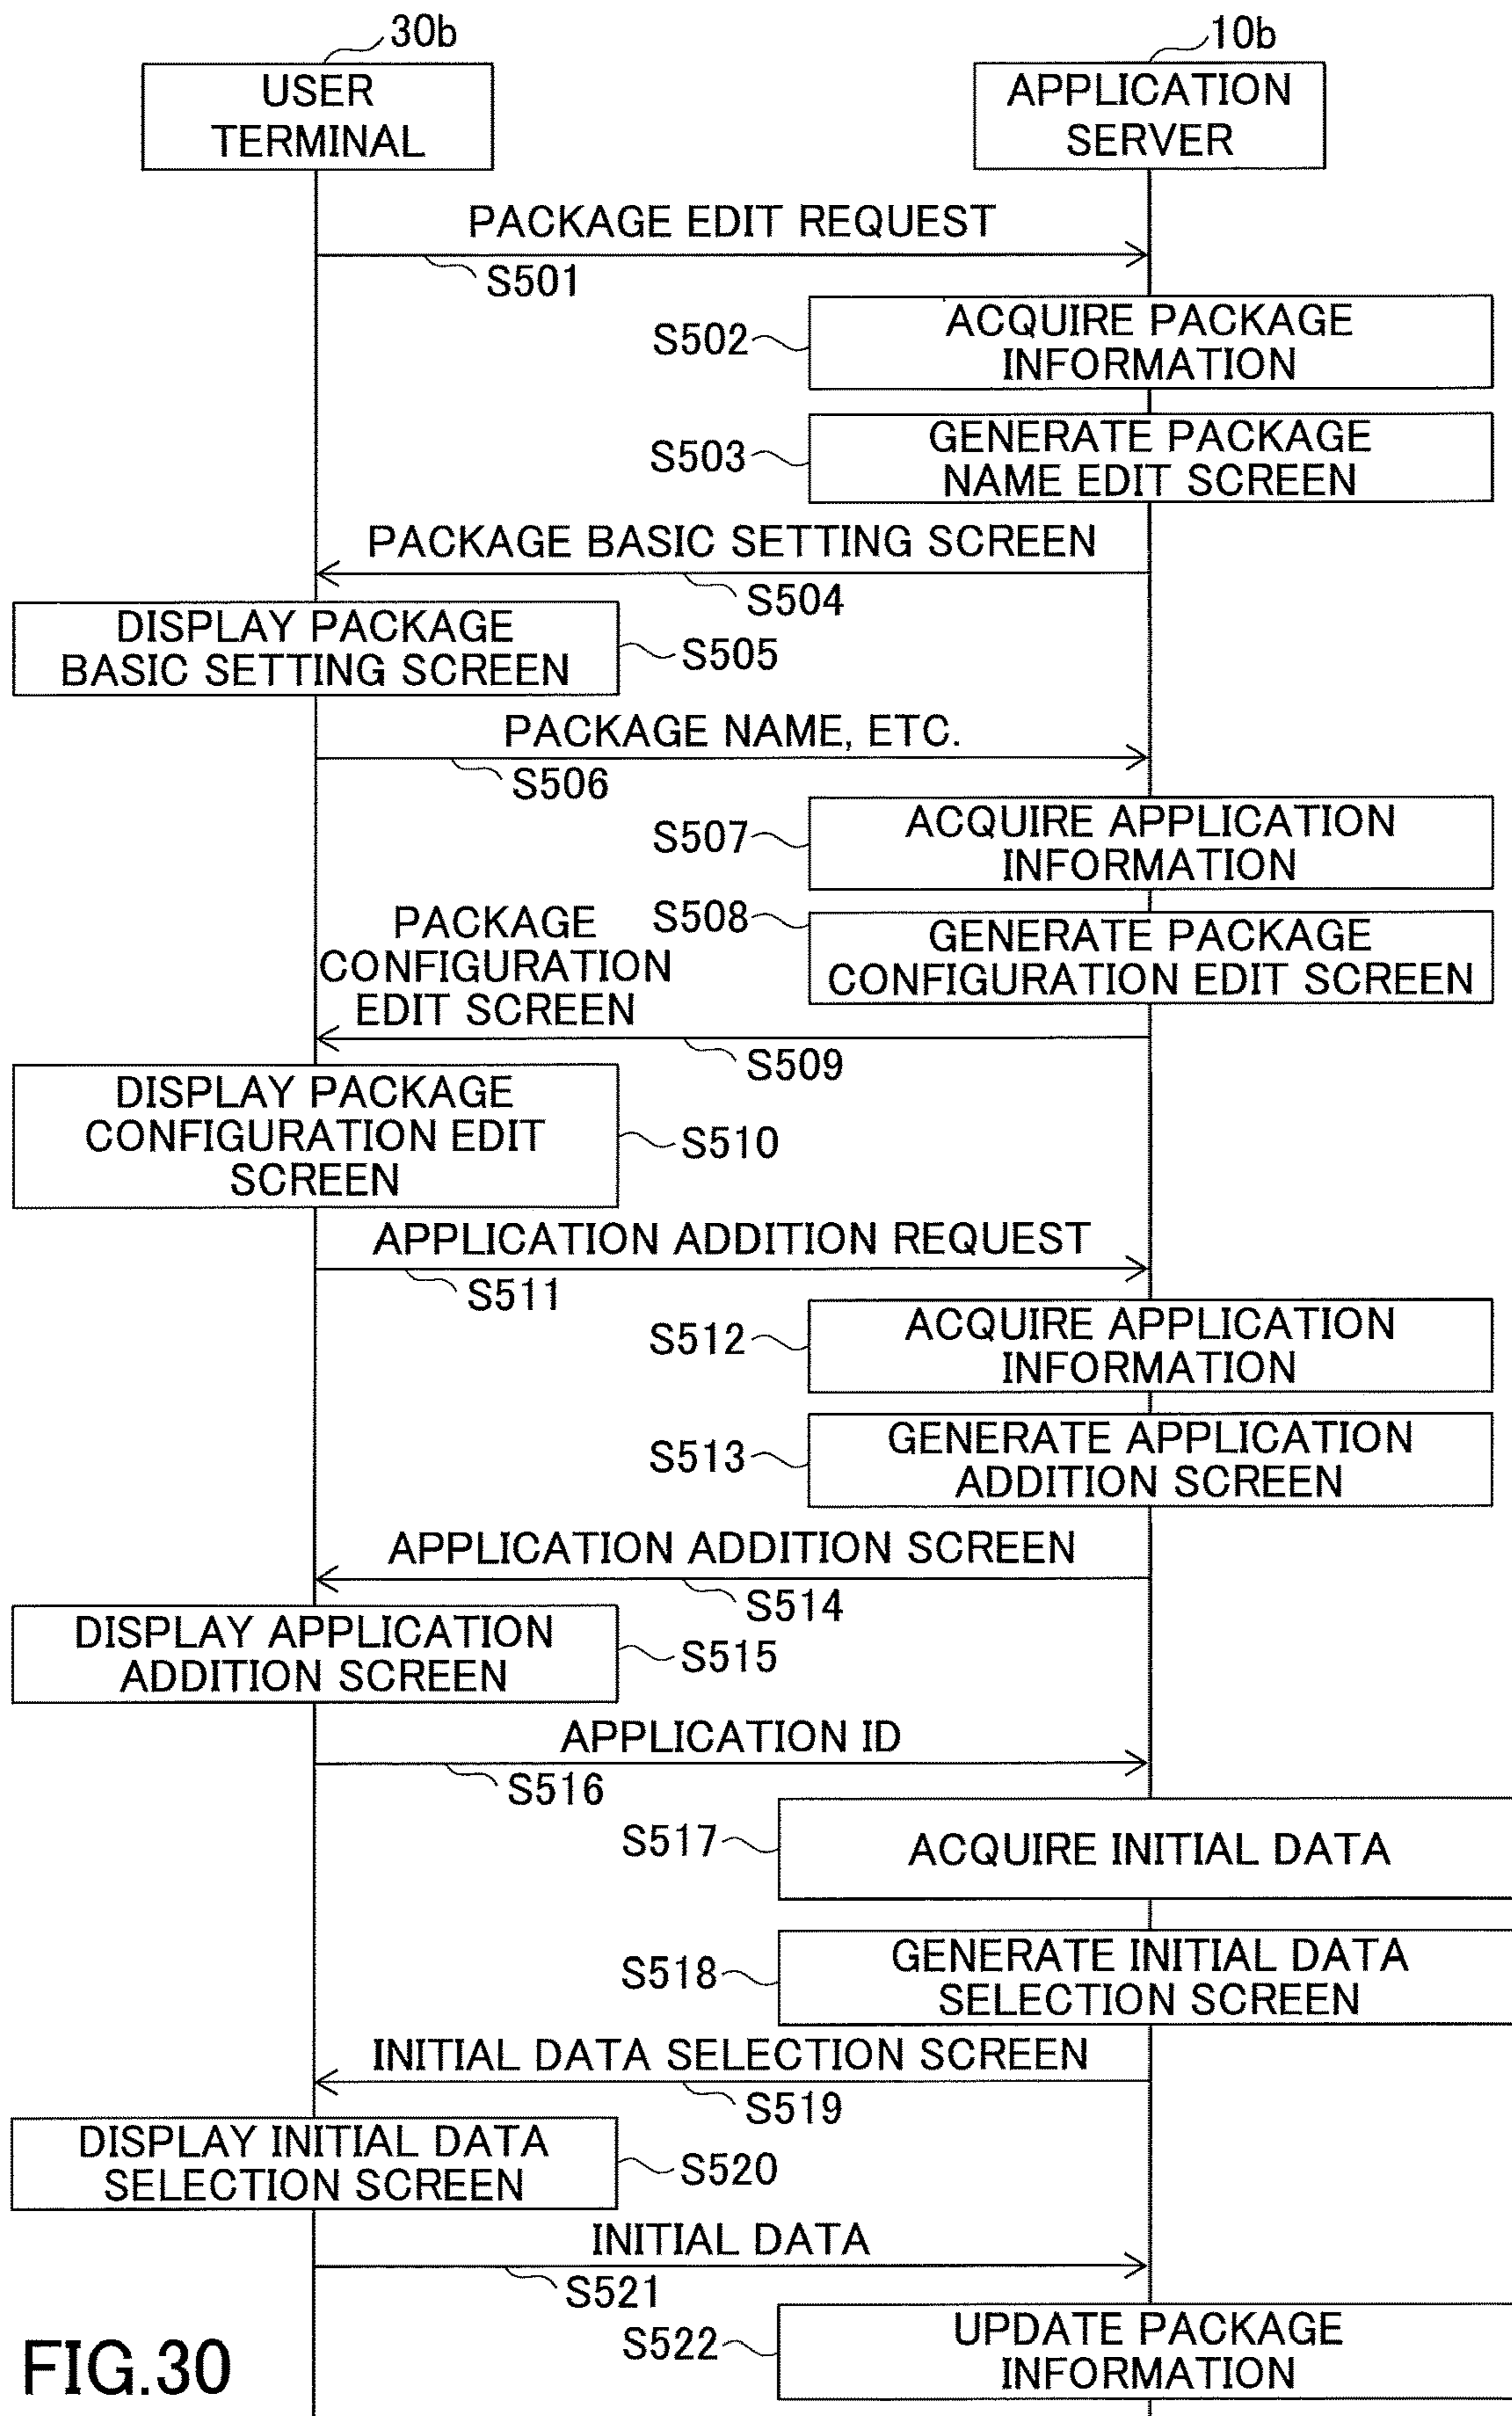 30b
10b
USER
TERMINAL
APPLICATION
SERVER
PACKAGE EDIT REQUEST
S501
S502
ACQUIRE PACKAGE
INFORMATION
S503
GENERATE PACKAGE
NAME EDIT SCREEN
PACKAGE BASIC SETTING SCREEN
S504
DISPLAY PACKAGE
BASIC SETTING SCREEN
S505
PACKAGE NAME, ETC.
S506
S507
ACQUIRE APPLICATION
INFORMATION
S508
GENERATE PACKAGE
CONFIGURATION EDIT SCREEN
PACKAGE
CONFIGURATION
EDIT SCREEN
S509
DISPLAY PACKAGE
CONFIGURATION EDIT
SCREEN
S510
APPLICATION ADDITION REQUEST
S511
S512
ACQUIRE APPLICATION
INFORMATION
S513
GENERATE APPLICATION
ADDITION SCREEN
APPLICATION ADDITION SCREEN
S514
DISPLAY APPLICATION
ADDITION SCREEN
S515
APPLICATION ID
S516
S517
ACQUIRE INITIAL DATA
S518
GENERATE INITIAL DATA
SELECTION SCREEN
INITIAL DATA SELECTION SCREEN
S519
DISPLAY INITIAL DATA
SELECTION SCREEN
S520
INITIAL DATA
S521
S522
UPDATE PACKAGE
INFORMATION
FIG.30